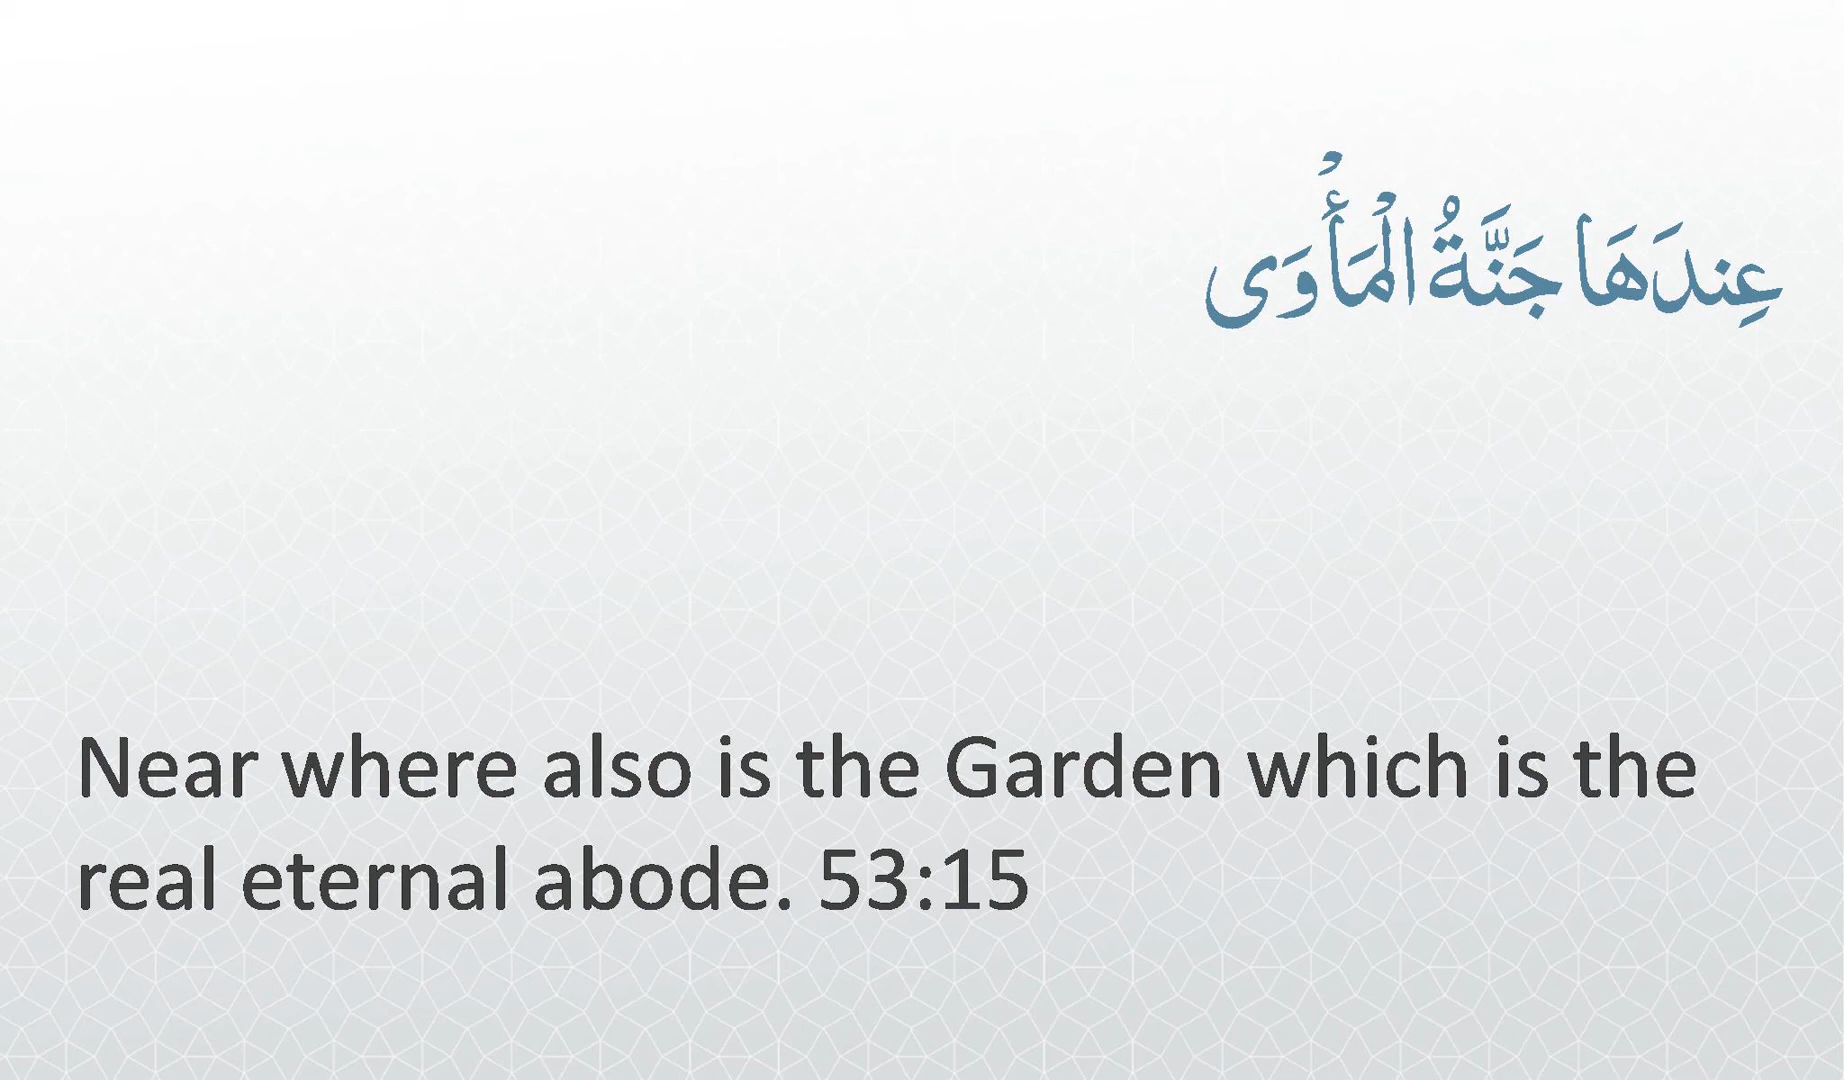 عِندَهَا جَنَّةُ الْمَأْوَى
Near where also is the Garden which is the
real eternal abode. 53:15